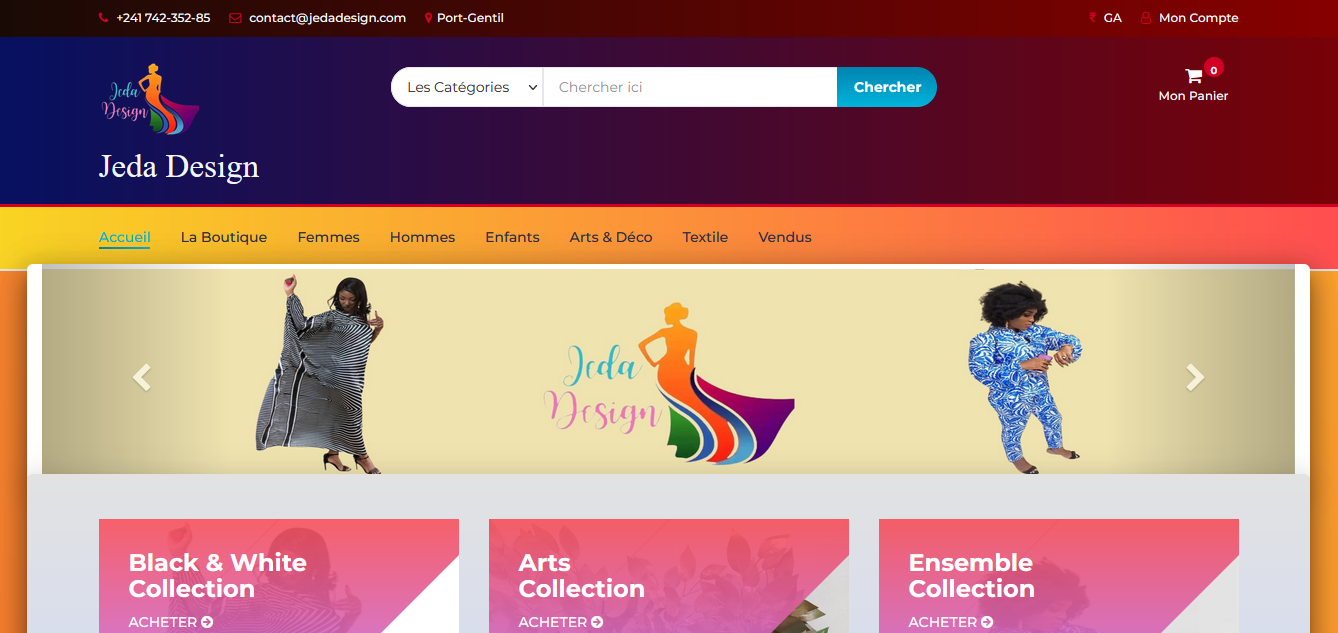 +241 742-352-85 contact@jedadesign.com Port-Gentil GA Mon Compte
Jeda
Design
Les Catégories Chercher ici Chercher
0
Mon Panier
Jeda Design
Accueil La Boutique Femmes Hommes Enfants Arts & Déco Textile Vendus
Jeda
Design
Black & White
Collection
ACHETER
Arts
Collection
ACHETER
Ensemble
Collection
ACHETER